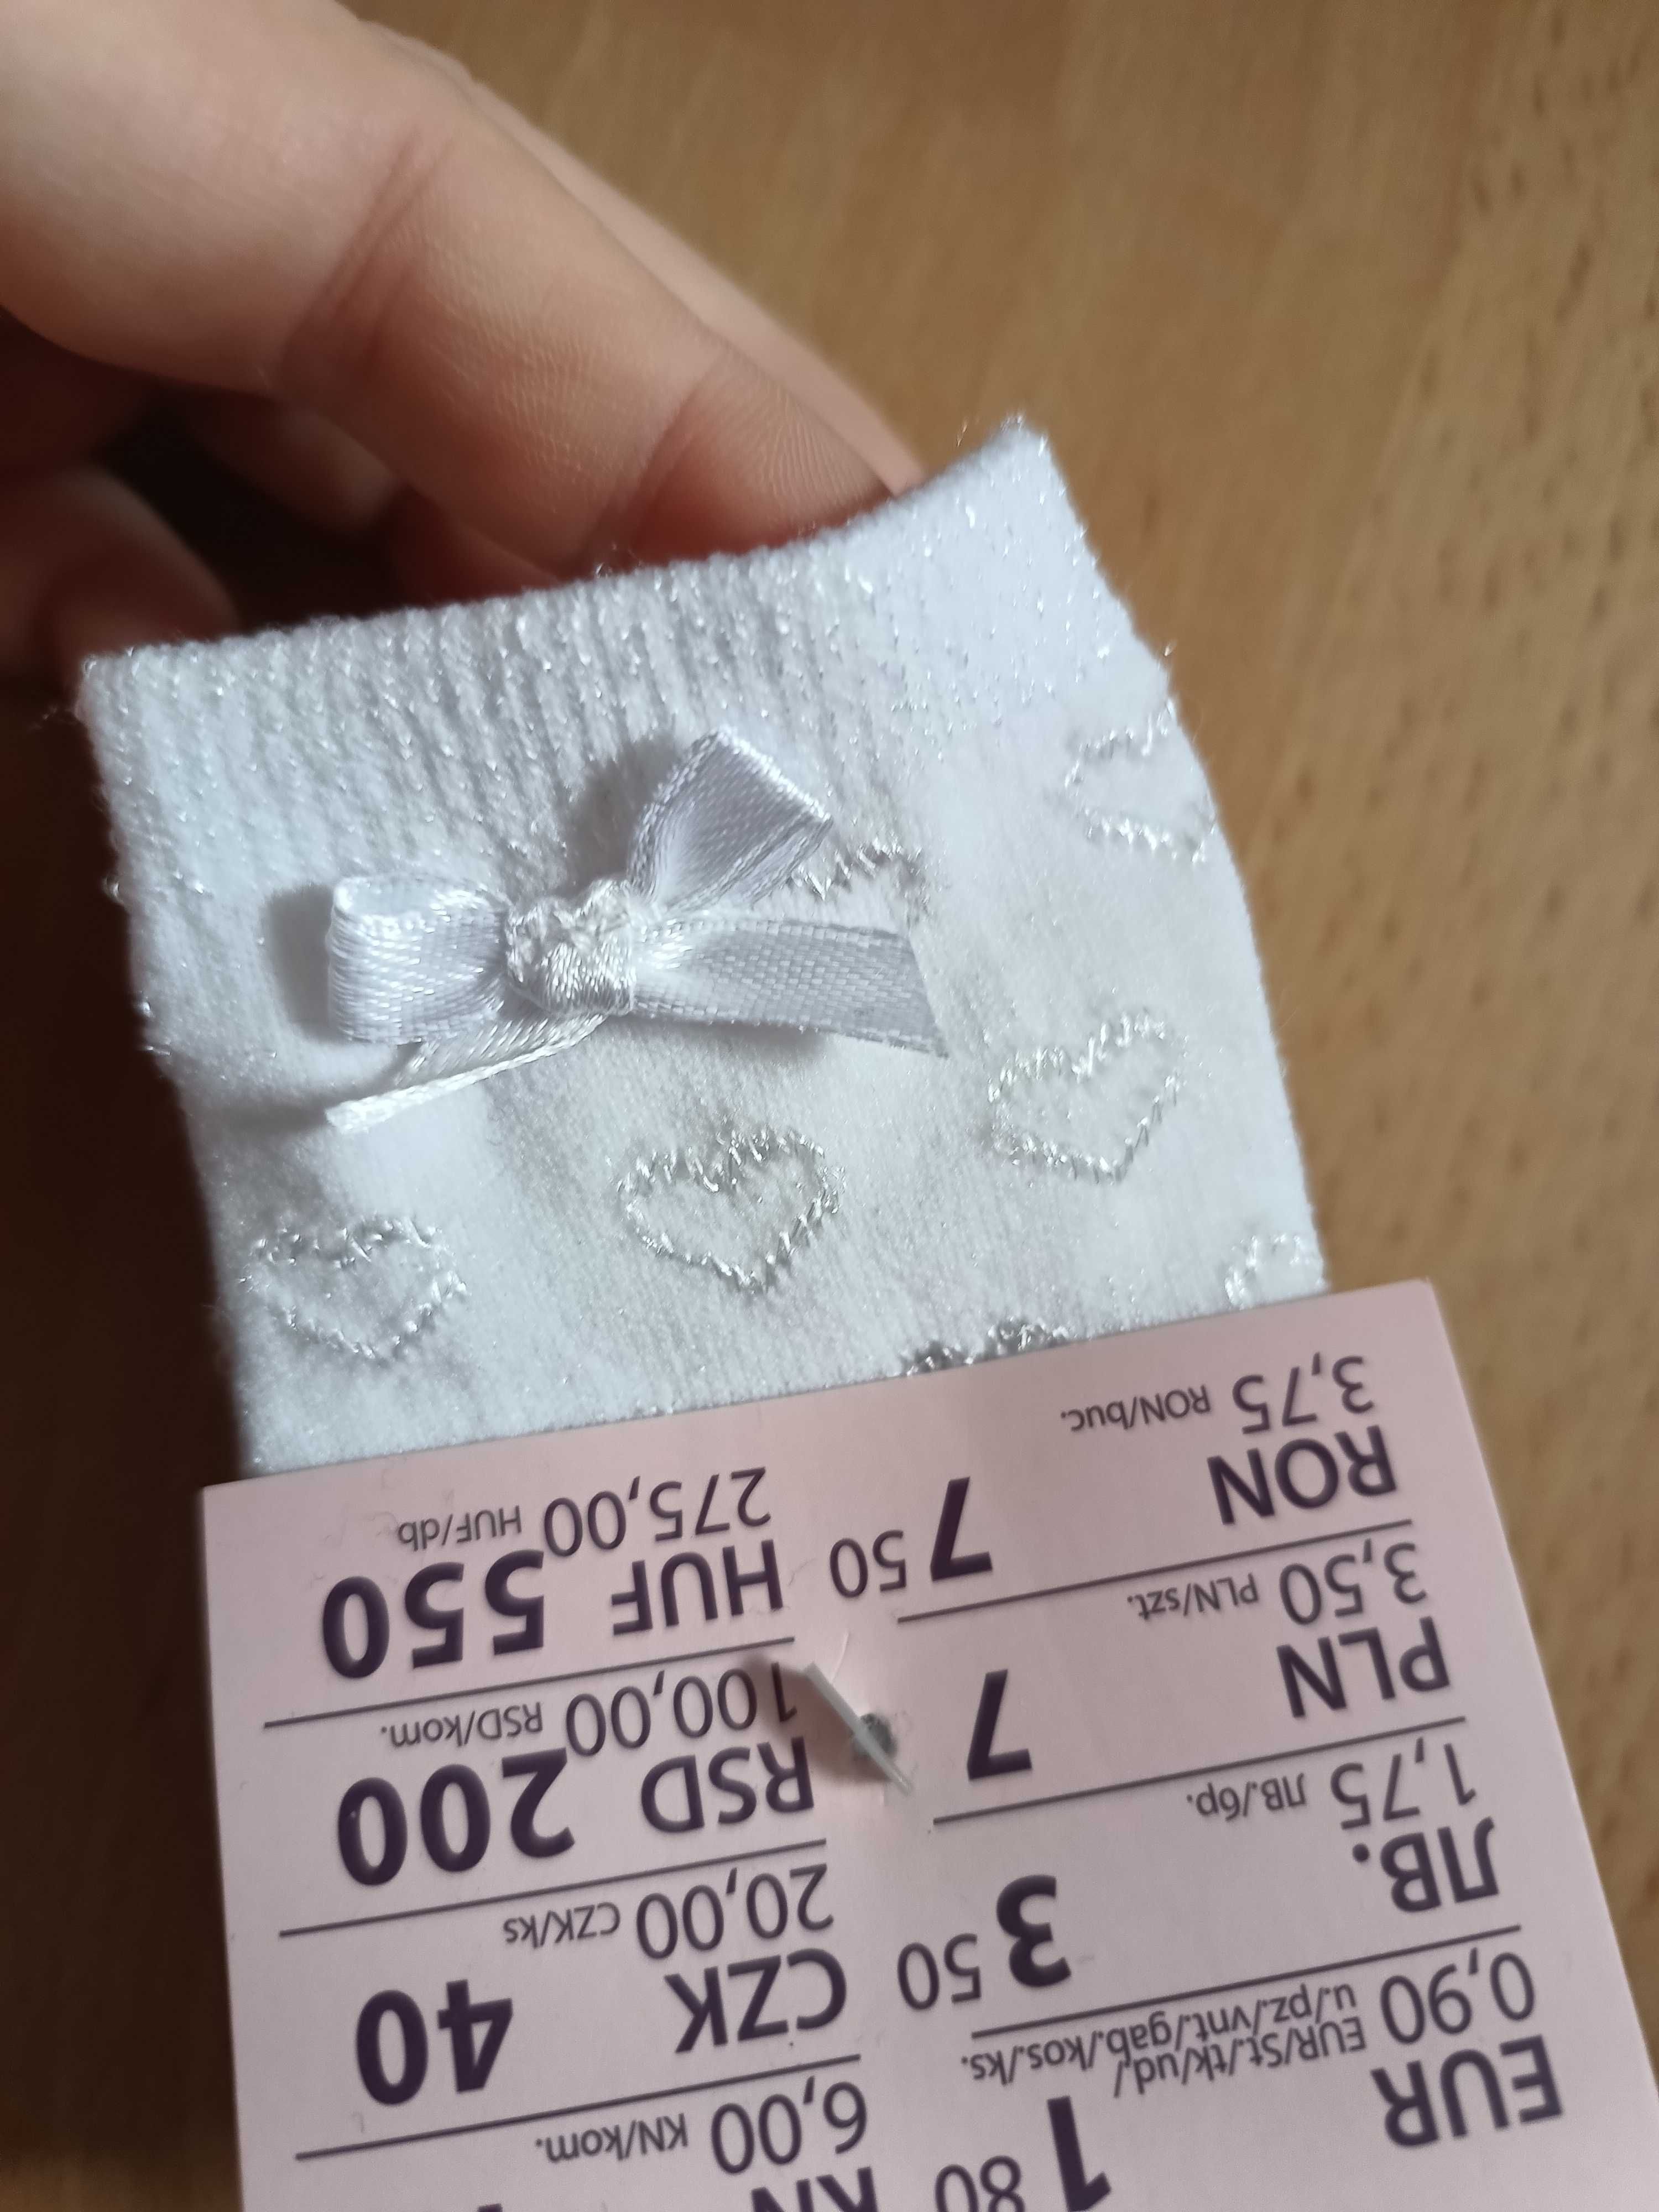 EUR 1 80
0,90 EUR/St./tk/ud/
u./pz./vnt./gab./kos./ks.
ЛВ. 3 50
1,75 ЛВ./бр.
PLN 7
3,50 PLN/szt.
RON 7 50
3,75 RON/buc.
KN
6,00 KN/kom.
CZK 40
20,00 CZK/ks
RSD 200
100,00 RSD/kom.
HUF 550
275,00 HUF/db